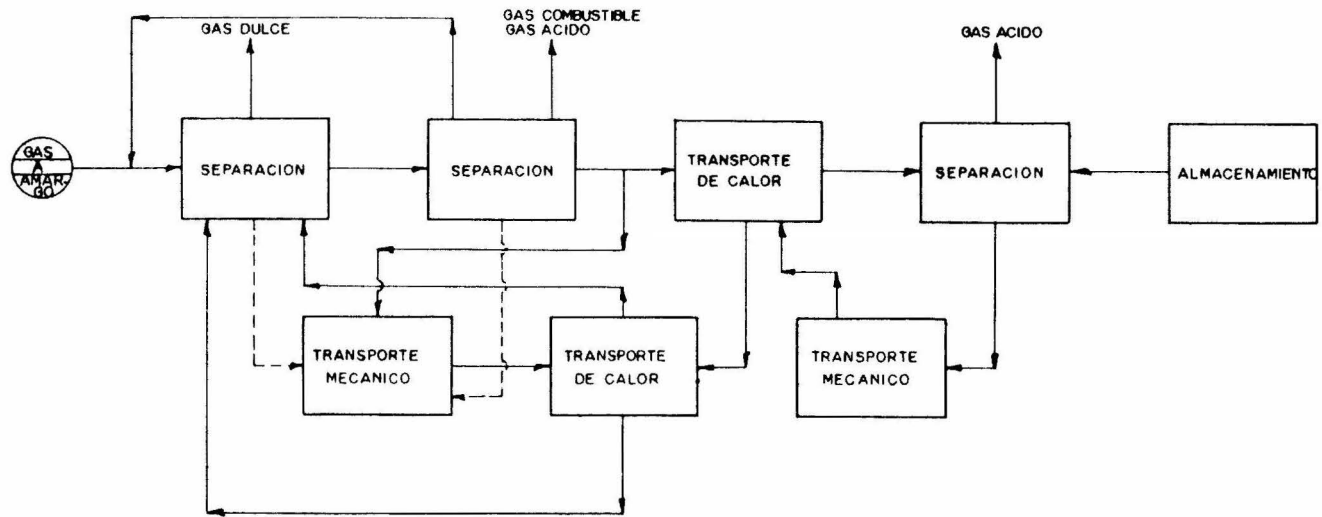 GAS COMBUSTIBLE
GAS DULCE
GAS ACIDO
GAS ACIDO
GAS
A
AMAR-
GO
SEPARACION
SEPARACION
TRANSPORTE
DE CALOR
SEPARACION
ALMACENAMIENTO
TRANSPORTE
MECANICO
TRANSPORTE
DE CALOR
TRANSPORTE
MECANICO